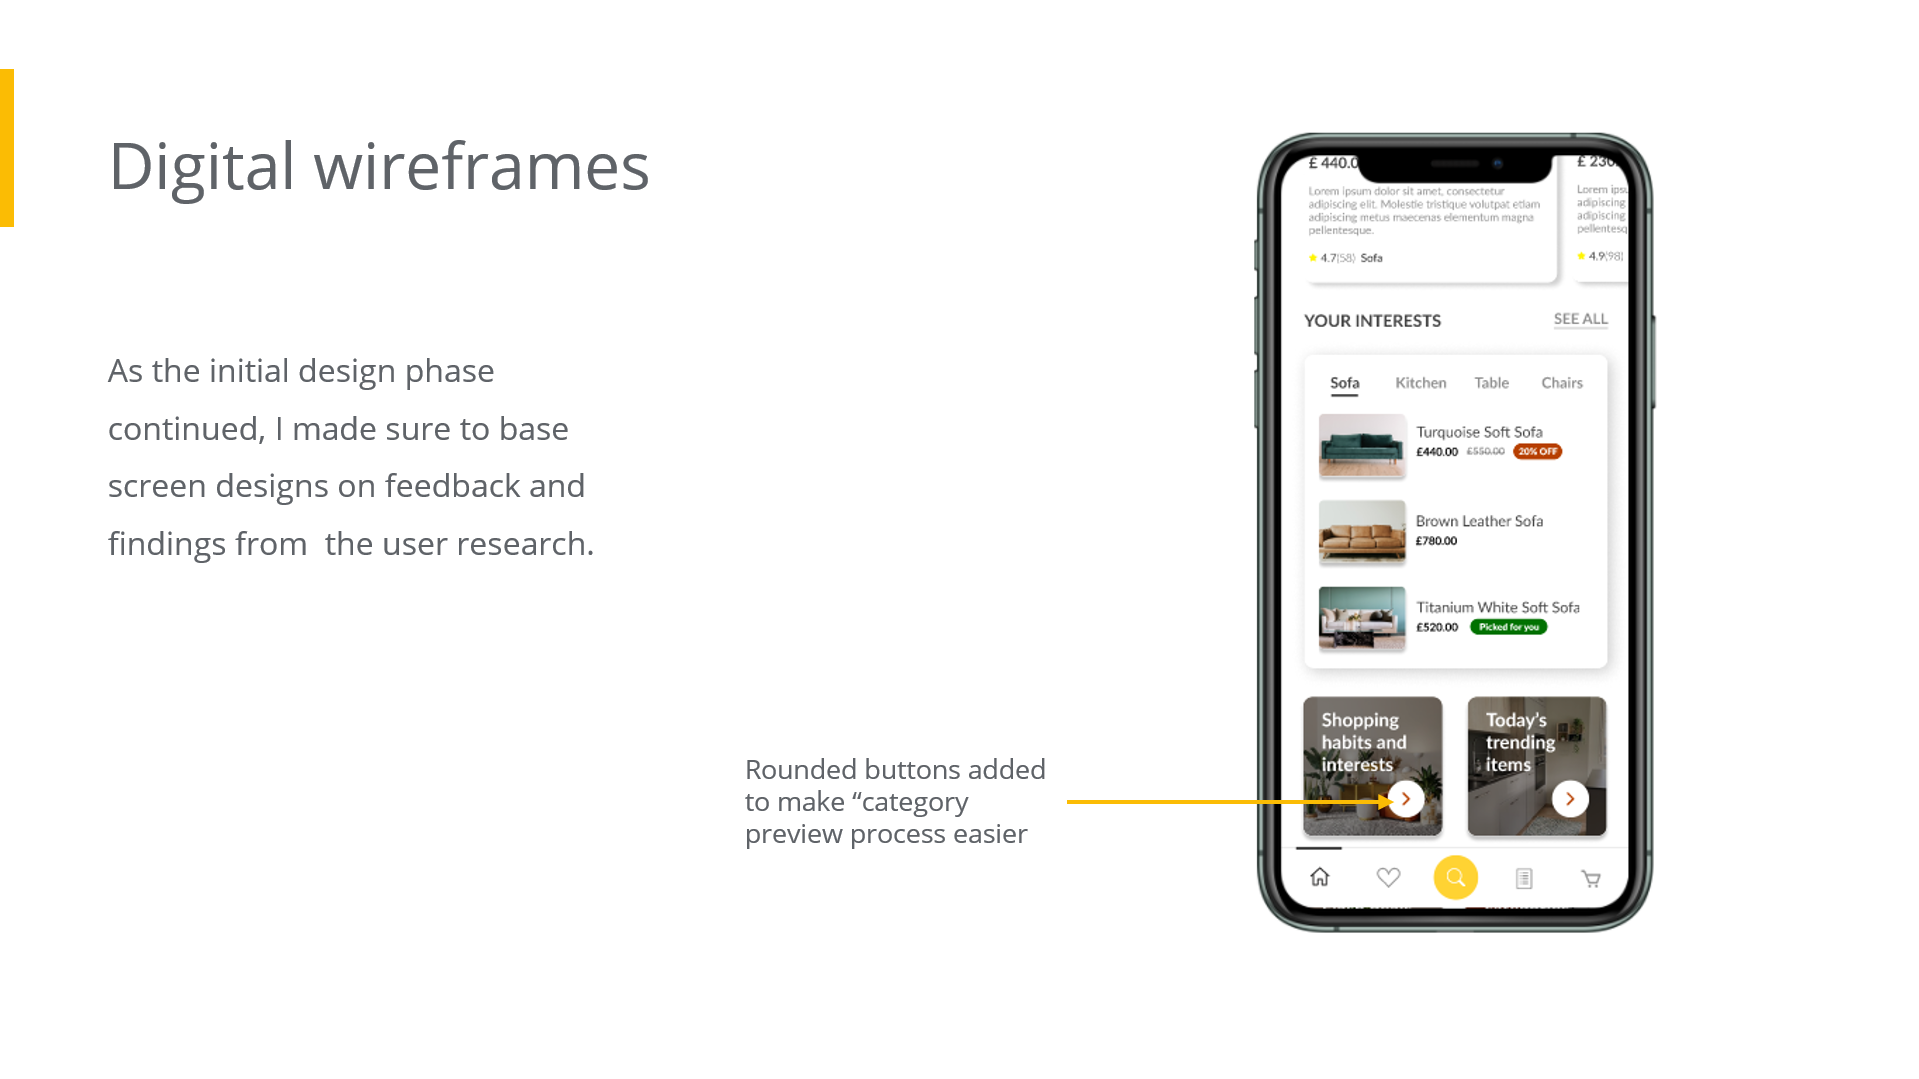 Digital wireframes
As the initial design phase
continued, I made sure to base
screen designs on feedback and
findings from  the user research.
Rounded buttons added
to make “category
preview process easier
£ 440.0
Lorem ipsum dolor sit amet, consectetur
adipiscing elit. Molestie tristique volutpat etiam
adipiscing metus maecenas elementum magna
pellentesque.
4.7(58) Sofa
£ 230
Lorem ipsu
adipiscing
adipiscing
pellentesq
4.9(98)
YOUR INTERESTS
SEE ALL
Sofa Kitchen Table Chairs
Turquoise Soft Sofa
£440.00 £550.00 20% OFF
Brown Leather Sofa
£780.00
Titanium White Soft Sofa
£520.00 Picked for you
Shopping
habits and
interests
Today’s
trending
items